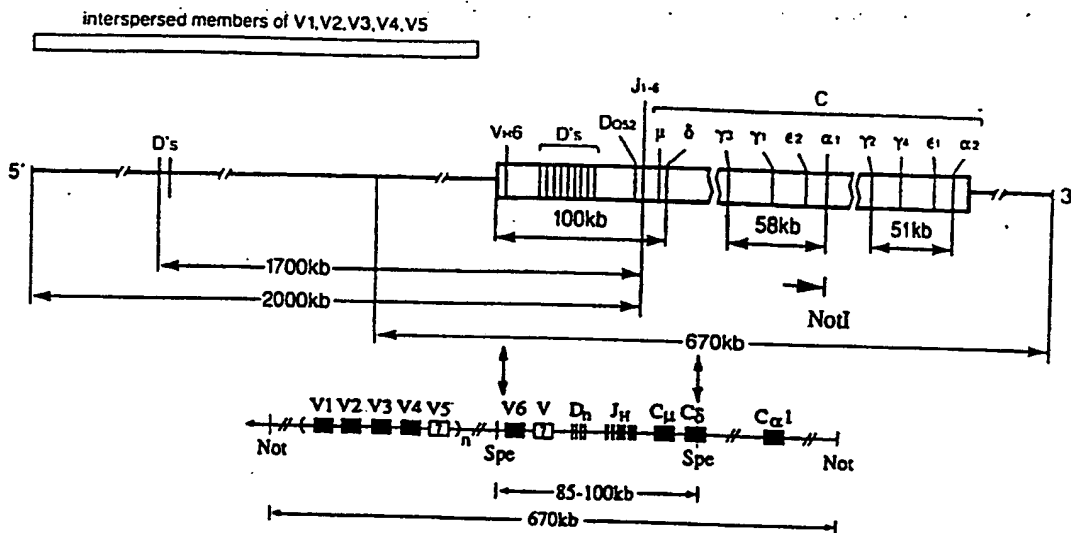 interspersed members of V1,V2,V3,V4,V5
J1-6
C
D's VH6 D's DQ52 μ δ γ3 γ1 ε2 α1 γ2 γ4 ε1 α2
5' 3'
100kb 58kb 51kb
1700kb
NotI
2000kb
670kb
V1 V2 V3 V4 V5 V6 V Dn JH Cμ Cδ Cα1
( ? )n ?
Not Spe Spe Not
85-100kb
670kb